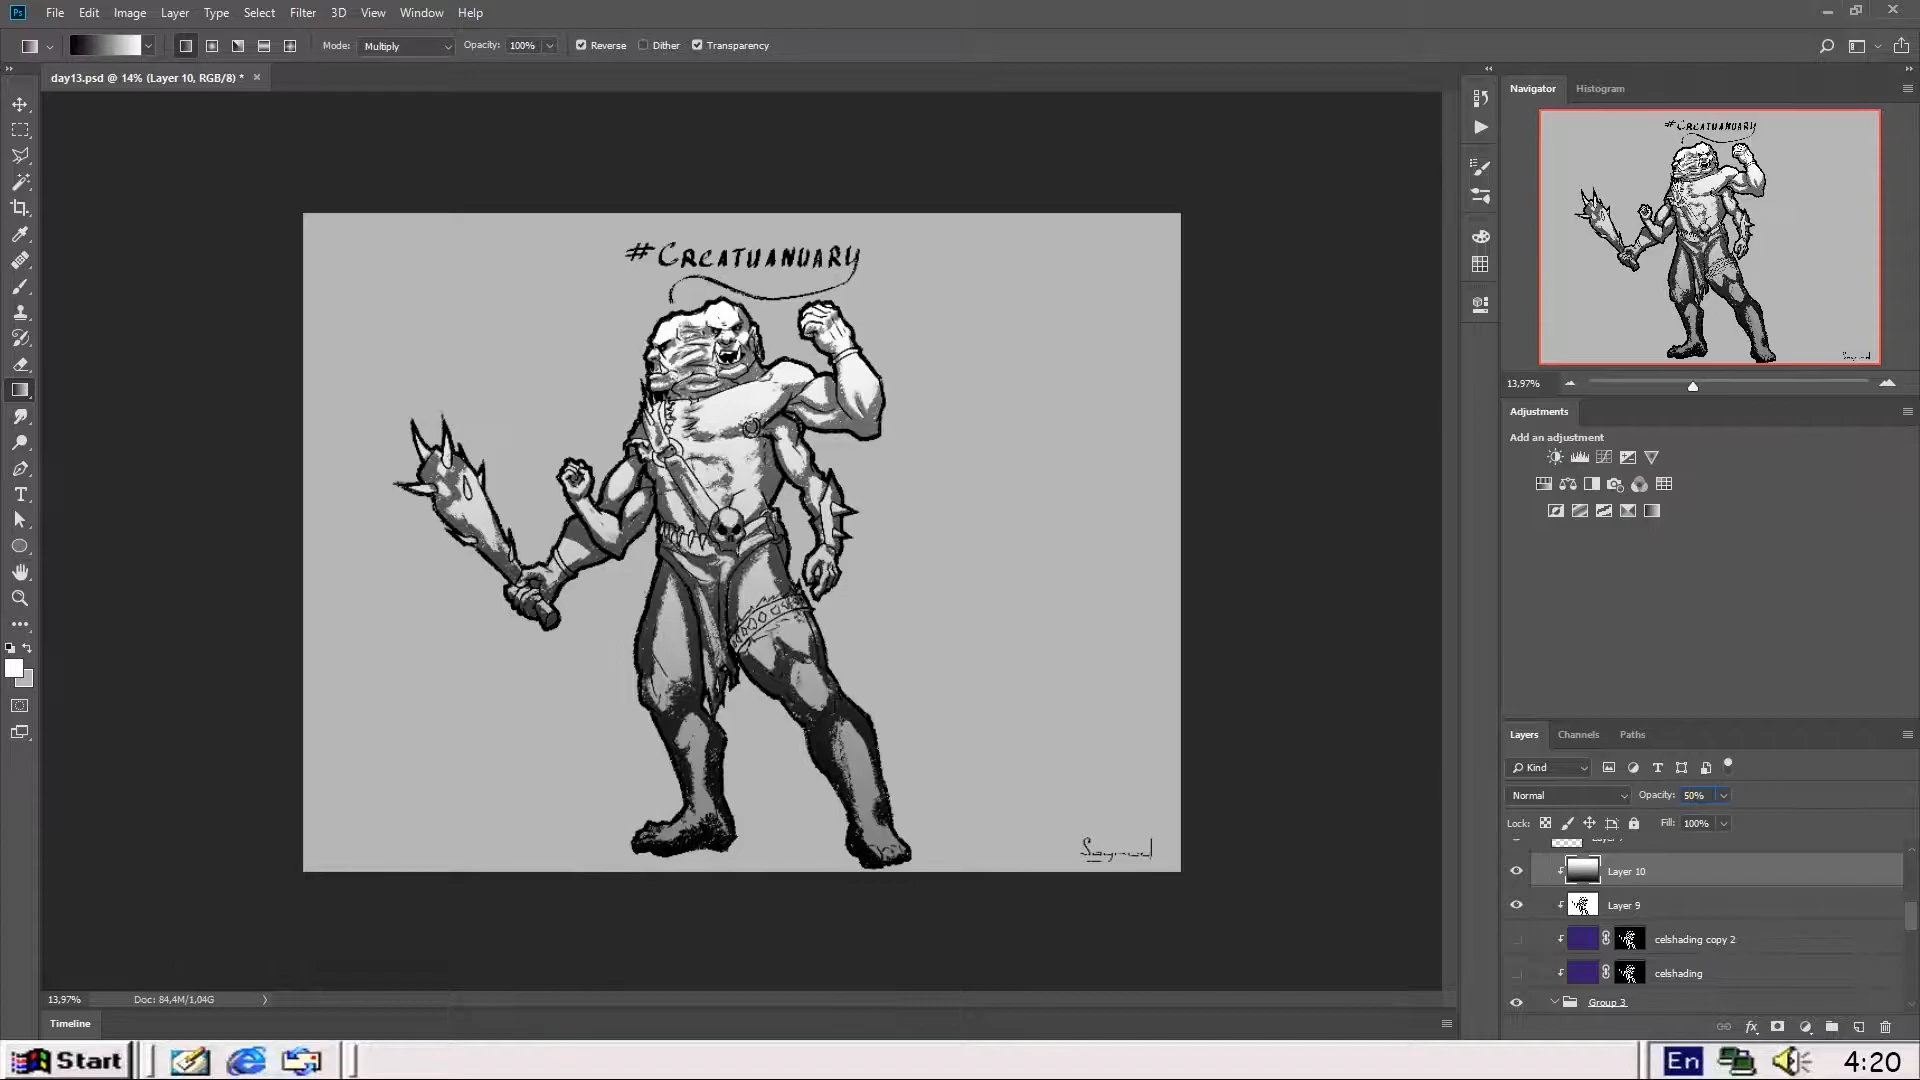 Ps File Edit Image Layer Type Select Filter 3D View Window Help
Mode: Multiply Opacity: 100% Reverse Dither Transparency
day13.psd @ 14% (Layer 10, RGB/8) *
Navigator Histogram
#CREATUANUARY
#CREATUANUARY
13,97%
Adjustments
Add an adjustment
Layers Channels Paths
Kind
Normal Opacity: 50%
Lock: Fill: 100%
Layer 10
Layer 9
celshading copy 2
celshading
Group 3
13,97% Doc: 84,4M/1,04G
Timeline
Start En 4:20